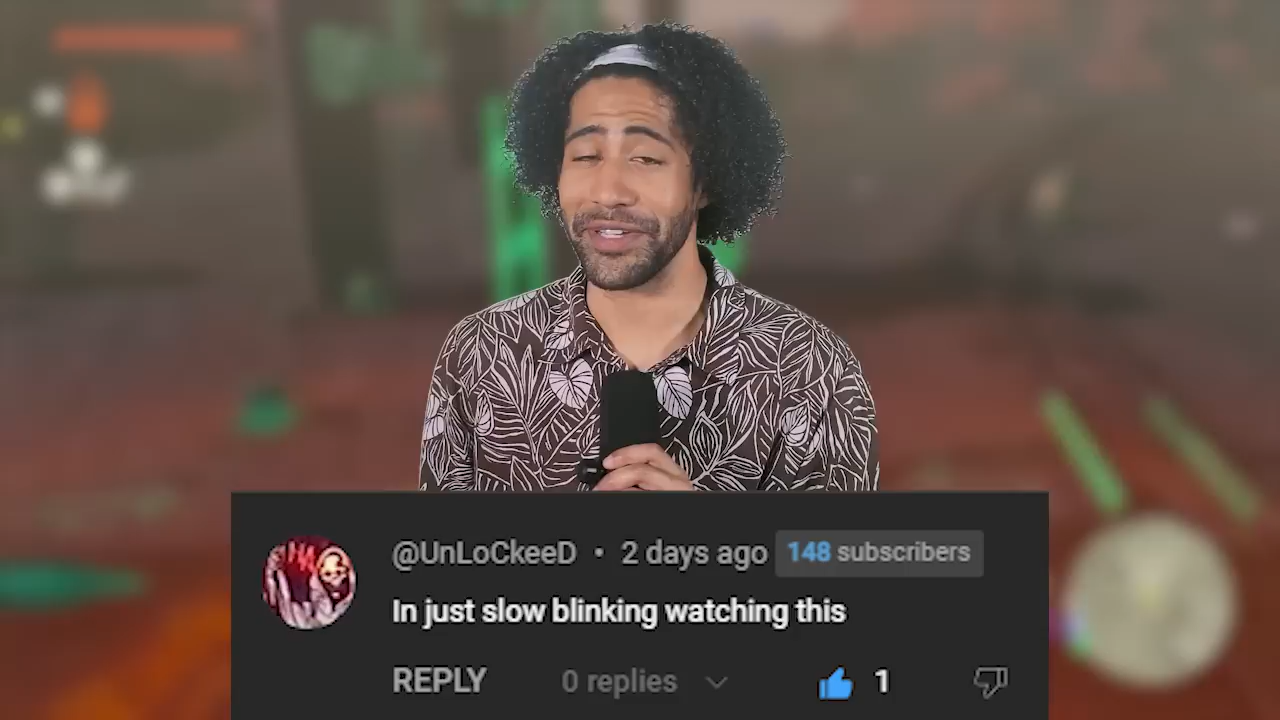 @UnLoCkeeD • 2 days ago 148 subscribers
In just slow blinking watching this
REPLY 0 replies 1